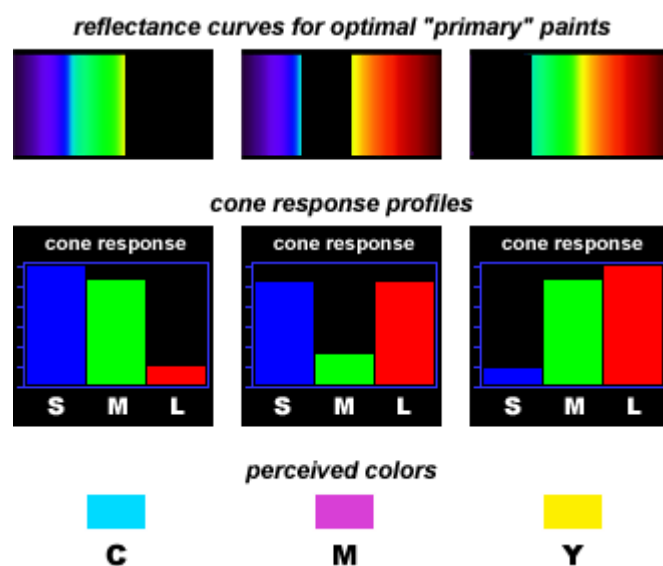 reflectance curves for optimal "primary" paints
cone response profiles
cone response cone response cone response
S M L S M L S M L
perceived colors
C M Y